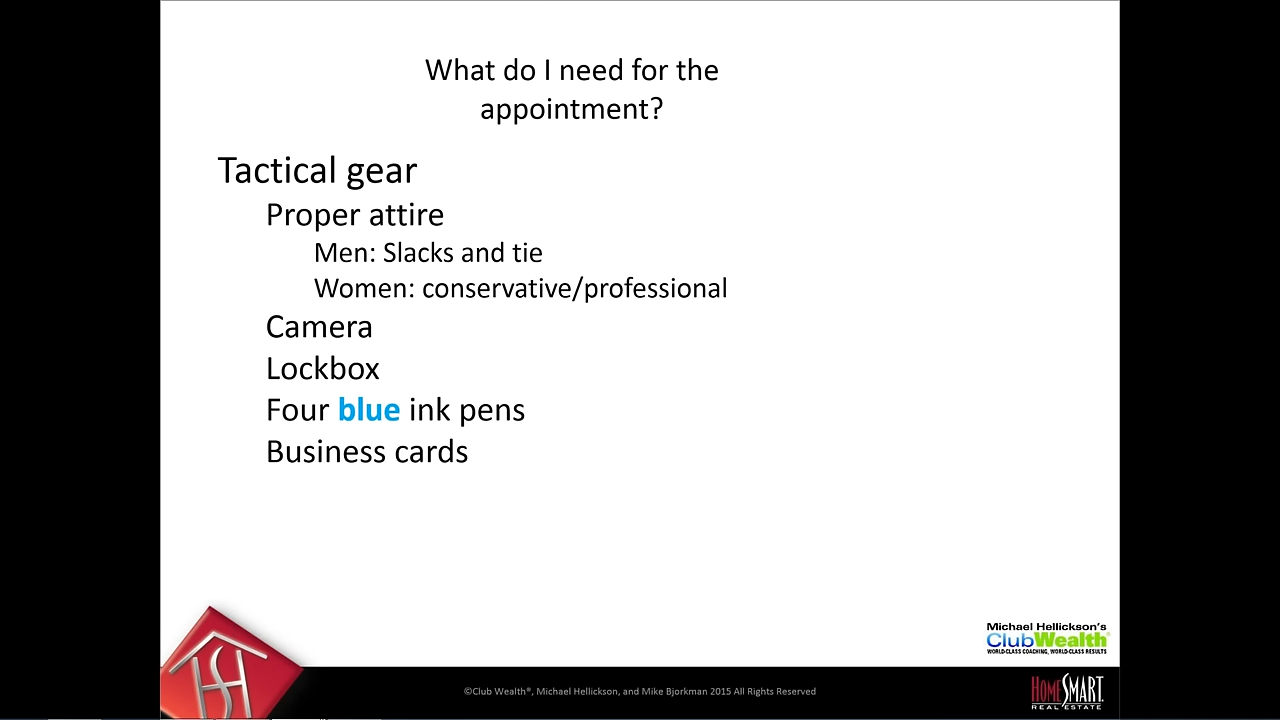 What do I need for the
appointment?
Tactical gear
Proper attire
Men: Slacks and tie
Women: conservative/professional
Camera
Lockbox
Four blue ink pens
Business cards
Michael Hellickson's
ClubWealth®
WORLD-CLASS COACHING, WORLD-CLASS RESULTS
©Club Wealth®, Michael Hellickson, and Mike Bjorkman 2015 All Rights Reserved
HOMESMART
REAL ESTATE